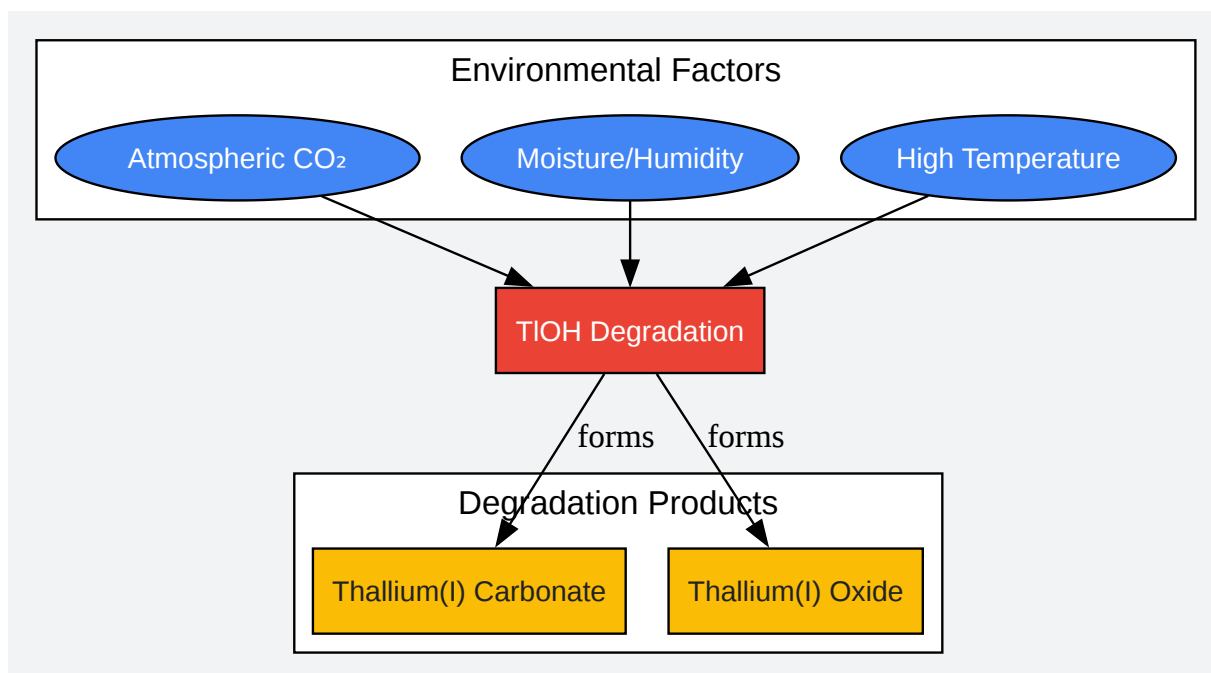 Environmental Factors
Atmospheric CO₂
Moisture/Humidity
High Temperature
TlOH Degradation
forms
forms
Degradation Products
Thallium(I) Carbonate
Thallium(I) Oxide